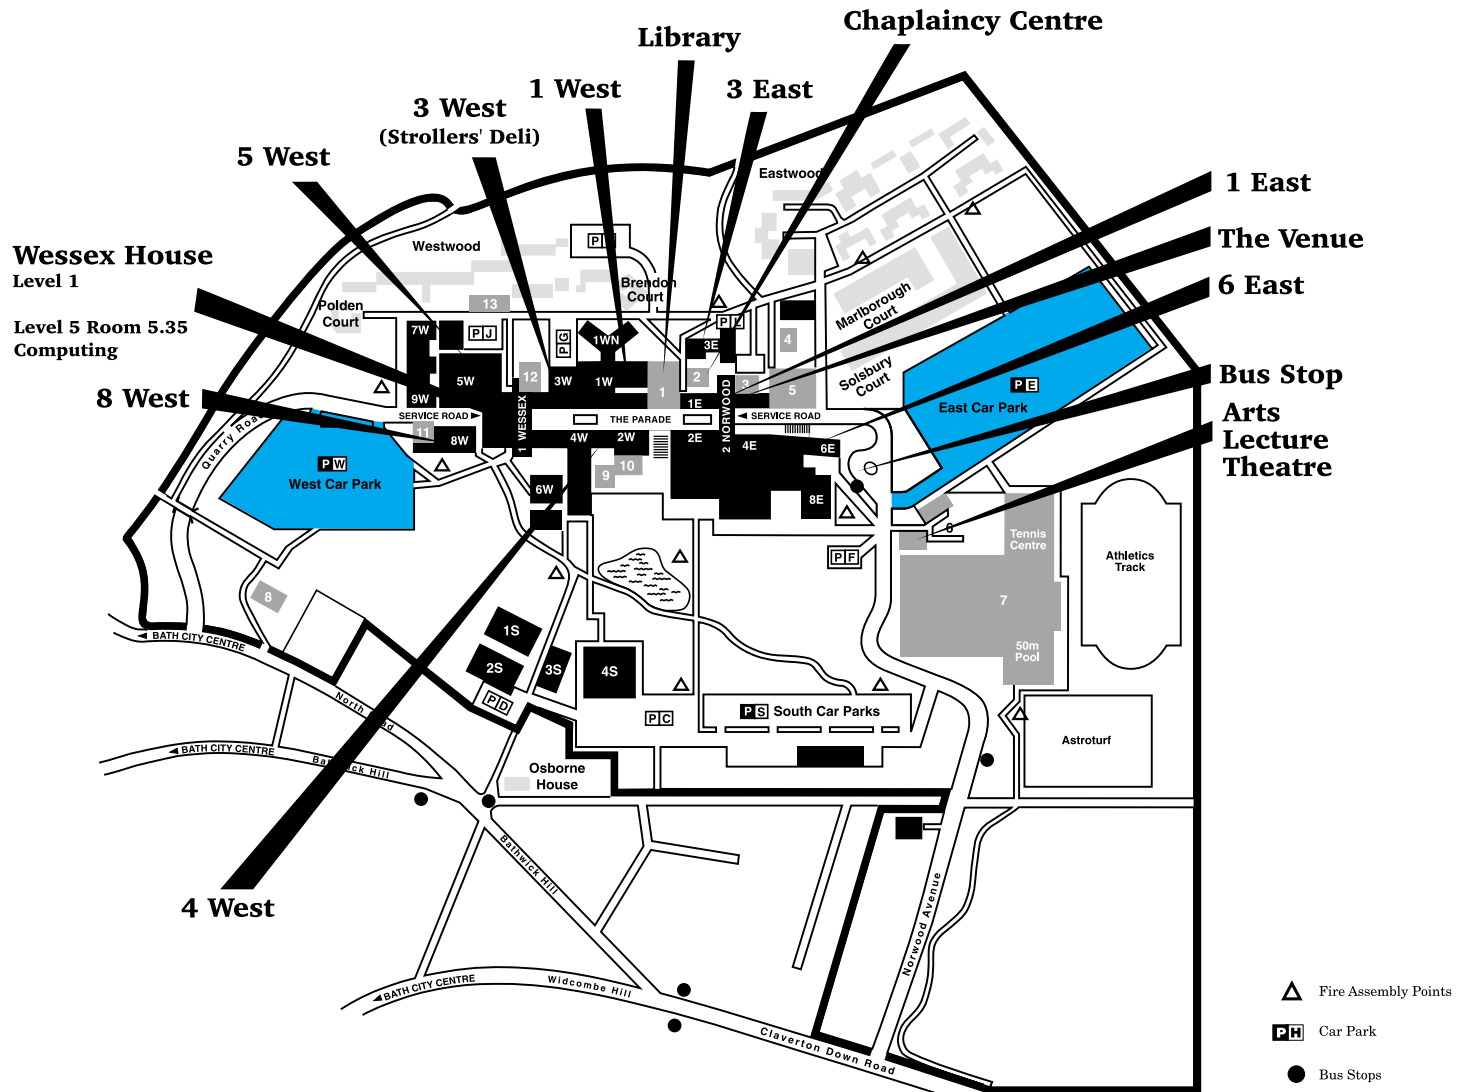 Chaplaincy Centre
Library
1 West
3 East
3 West
(Strollers' Deli)
5 West
Eastwood
1 East
The Venue
Westwood
P
Wessex House
Level 1
6 East
Brendon
Court
Polden
Court
13
Marlborough
Court
Level 5 Room 5.35
Computing
7W
P J
P G
1WN
P L
3E
4
Solsbury
Court
Bus Stop
8 West
5W
9W
12
3W
1W
1
2
3
5
P E
East Car Park
Arts
Lecture
Theatre
1E
SERVICE ROAD
1 WESSEX
THE PARADE
2 NORWOOD
SERVICE ROAD
Quarry Road
11
8W
4W
2W
2E
4E
6E
P W
West Car Park
10
9
6W
8E
6
Tennis
Centre
P F
Athletics
Track
8
7
1S
2S
3S
4S
50m
Pool
BATH CITY CENTRE
North Road
P D
P C
P S South Car Parks
Astroturf
BATH CITY CENTRE
Bathwick Hill
Osborne
House
Bathwick Hill
4 West
Norwood Avenue
BATH CITY CENTRE
Widcombe Hill
Claverton Down Road
Fire Assembly Points
P H Car Park
Bus Stops